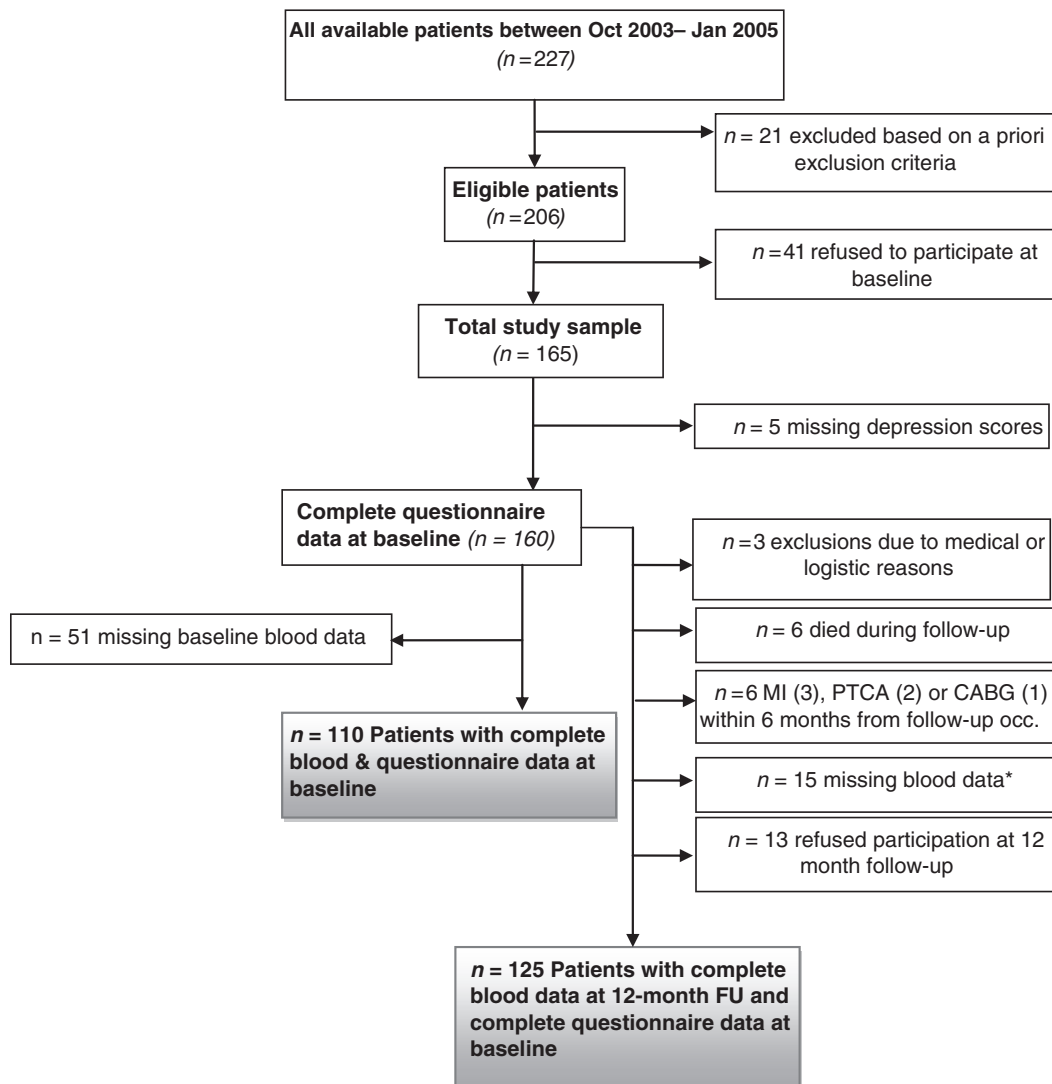 All available patients between Oct 2003– Jan 2005
(n=227)
n = 21 excluded based on a priori
exclusion criteria
Eligible patients
(n=206)
n=41 refused to participate at
baseline
Total study sample
(n = 165)
n = 5 missing depression scores
Complete questionnaire
data at baseline (n = 160)
n=3 exclusions due to medical or
logistic reasons
n = 51 missing baseline blood data
n = 6 died during follow-up
n=6 MI (3), PTCA (2) or CABG (1)
within 6 months from follow-up occ.
n = 110 Patients with complete
blood & questionnaire data at
baseline
n = 15 missing blood data*
n = 13 refused participation at 12
month follow-up
n = 125 Patients with complete
blood data at 12-month FU and
complete questionnaire data at
baseline